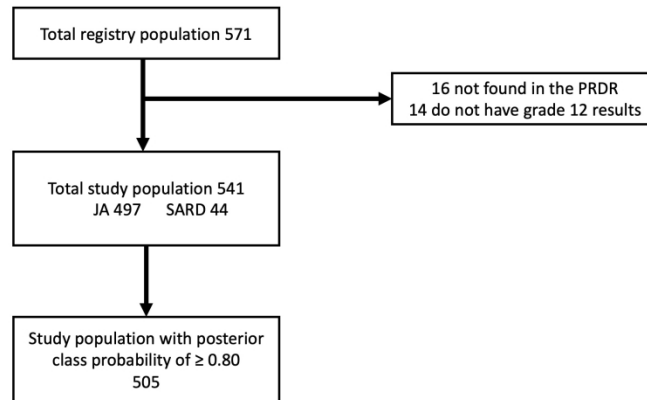 Total registry population 571
16 not found in the PRDR
14 do not have grade 12 results
Total study population 541
JA 497 SARD 44
Study population with posterior
class probability of ≥ 0.80
505